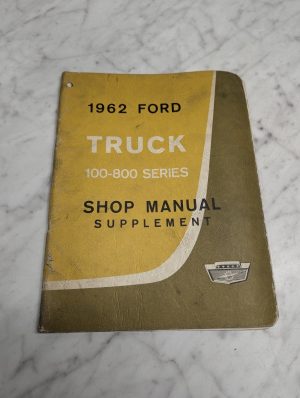 1962 FORD
TRUCK
100-800 SERIES
SHOP MANUAL
SUPPLEMENT